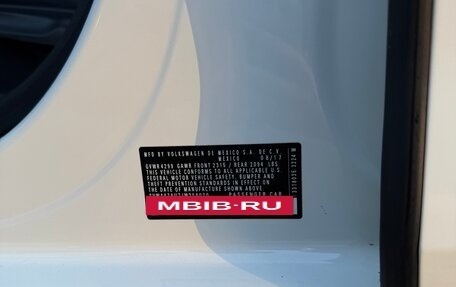 MFD BY VOLKSWAGEN DE MEXICO S.A. DE C.V.
MEXICO 08/17
GVWR 4299 GAWR FRONT 2315 / REAR 2094 LBS
THIS VEHICLE CONFORMS TO ALL APPLICABLE U.S.
FEDERAL MOTOR VEHICLE SAFETY, BUMPER AND
THEFT PREVENTION STANDARDS IN EFFECT ON
THE DATE OF MANUFACTURE SHOWN ABOVE.
PASSENGER CAR
MBIB-RU